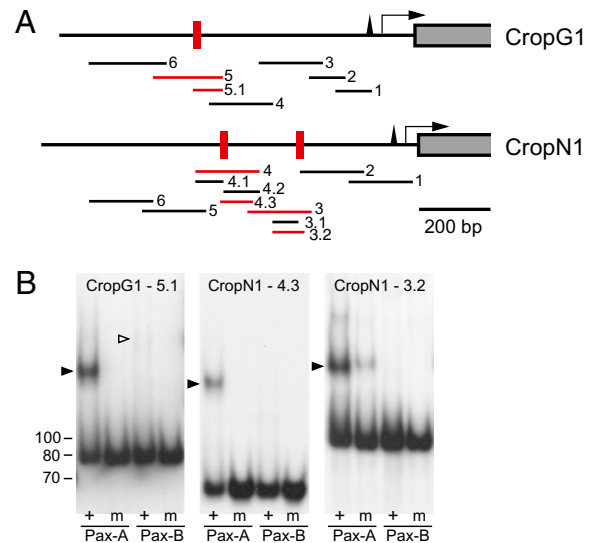 A
CropG1
6
3
5
2
5.1
1
4
CropN1
4
2
4.1
1
4.2
6
4.3
5
3
3.1
3.2
200 bp
B
CropG1 - 5.1
CropN1 - 4.3
CropN1 - 3.2
100
80
70
+ m + m
Pax-A Pax-B
+ m + m
Pax-A Pax-B
+ m + m
Pax-A Pax-B